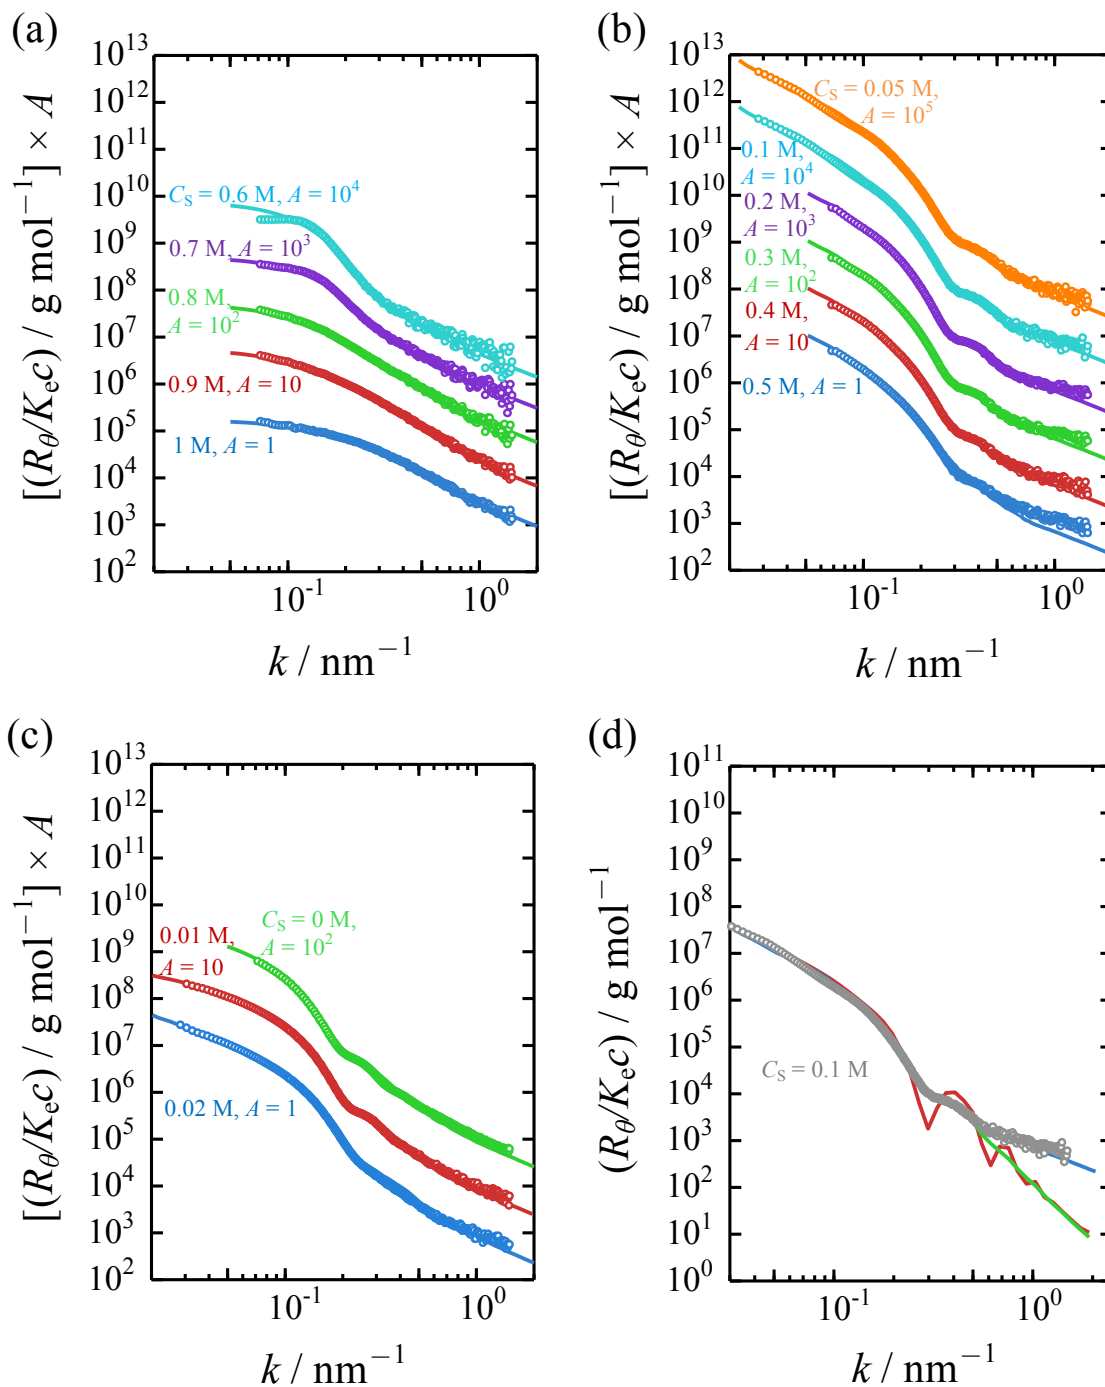 (a)
10^13
10^12
10^11
10^10
10^9
10^8
10^7
10^6
10^5
10^4
10^3
10^2
[(R_θ/K_e c) / g mol^−1] × A
C_S = 0.6 M, A = 10^4
0.7 M, A = 10^3
0.8 M,
A = 10^2
0.9 M, A = 10
1 M, A = 1
10^-1
10^0
k / nm^−1
(b)
10^13
10^12
10^11
10^10
10^9
10^8
10^7
10^6
10^5
10^4
10^3
10^2
[(R_θ/K_e c) / g mol^−1] × A
C_S = 0.05 M,
A = 10^5
0.1 M,
A = 10^4
0.2 M,
A = 10^3
0.3 M,
A = 10^2
0.4 M,
A = 10
0.5 M, A = 1
10^-1
10^0
k / nm^−1
(c)
10^13
10^12
10^11
10^10
10^9
10^8
10^7
10^6
10^5
10^4
10^3
10^2
[(R_θ/K_e c) / g mol^−1] × A
C_S = 0 M,
A = 10^2
0.01 M,
A = 10
0.02 M, A = 1
10^-1
10^0
k / nm^−1
(d)
10^11
10^10
10^9
10^8
10^7
10^6
10^5
10^4
10^3
10^2
10^1
10^0
(R_θ/K_e c) / g mol^−1
C_S = 0.1 M
10^-1
10^0
k / nm^−1